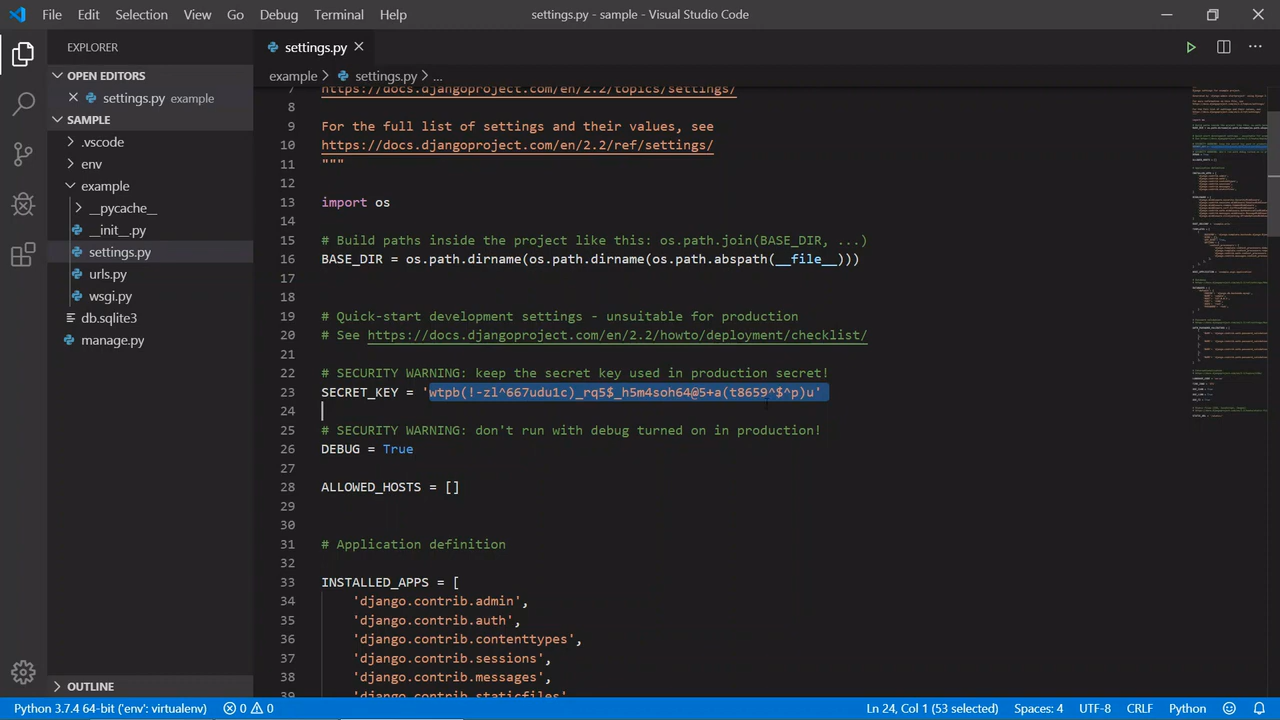 File Edit Selection View Go Debug Terminal Help
settings.py - sample - Visual Studio Code
EXPLORER
OPEN EDITORS
settings.py example
SAMPLE
.vscode
env
example
__pycache__
__init__.py
settings.py
urls.py
wsgi.py
db.sqlite3
manage.py
OUTLINE
settings.py
example > settings.py > ...
7 https://docs.djangoproject.com/en/2.2/topics/settings/
8
9 For the full list of settings and their values, see
10 https://docs.djangoproject.com/en/2.2/ref/settings/
11 """
12
13 import os
14
15 # Build paths inside the project like this: os.path.join(BASE_DIR, ...)
16 BASE_DIR = os.path.dirname(os.path.dirname(os.path.abspath(__file__)))
17
18
19 # Quick-start development settings - unsuitable for production
20 # See https://docs.djangoproject.com/en/2.2/howto/deployment/checklist/
21
22 # SECURITY WARNING: keep the secret key used in production secret!
23 SECRET_KEY =
24
25 # SECURITY WARNING: don't run with debug turned on in production!
26 DEBUG = True
27
28 ALLOWED_HOSTS = []
29
30
31 # Application definition
32
33 INSTALLED_APPS = [
34 'django.contrib.admin',
35 'django.contrib.auth',
36 'django.contrib.contenttypes',
37 'django.contrib.sessions',
38 'django.contrib.messages',
39 'django.contrib.staticfiles'
Python 3.7.4 64-bit ('env': virtualenv) 0 0
Ln 24, Col 1 (53 selected) Spaces: 4 UTF-8 CRLF Python